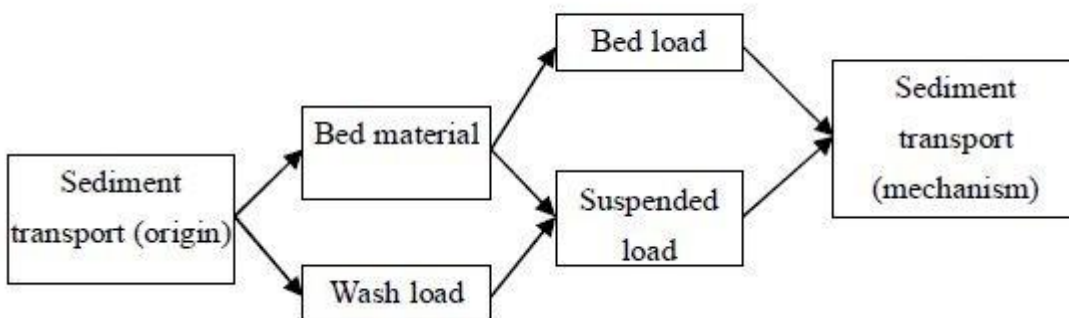 Sediment
transport (origin)
Bed material
Wash load
Bed load
Suspended
load
Sediment
transport
(mechanism)